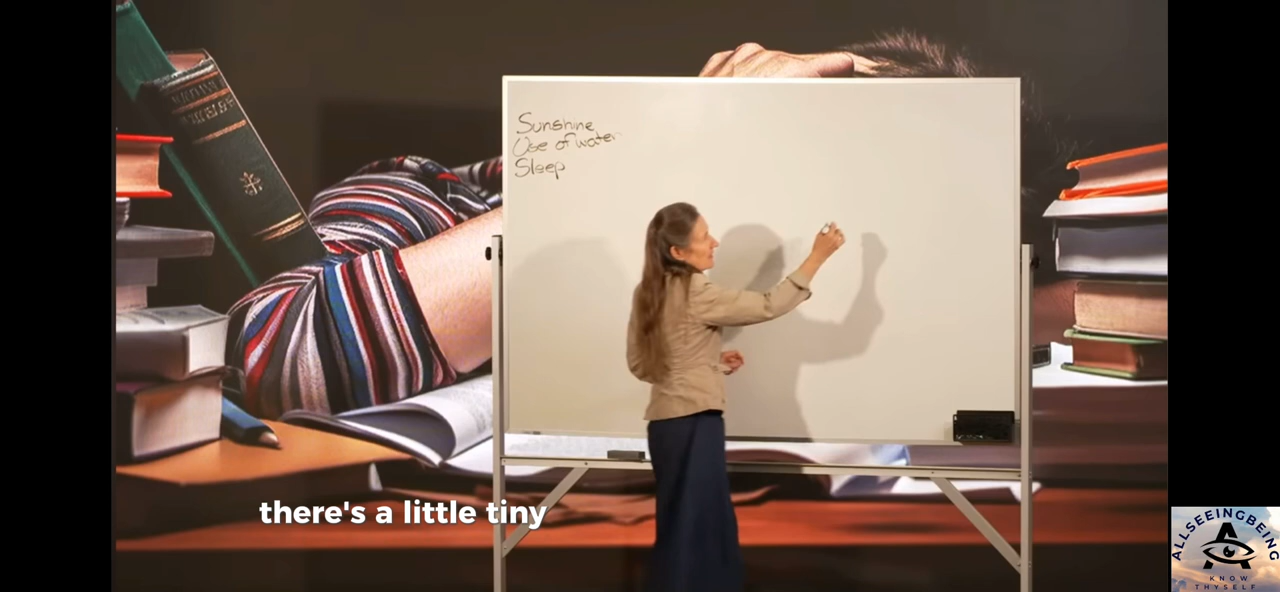 Sunshine
Use of water
Sleep
there's a little tiny
ALLSEEINGBEING
KNOW
THYSELF